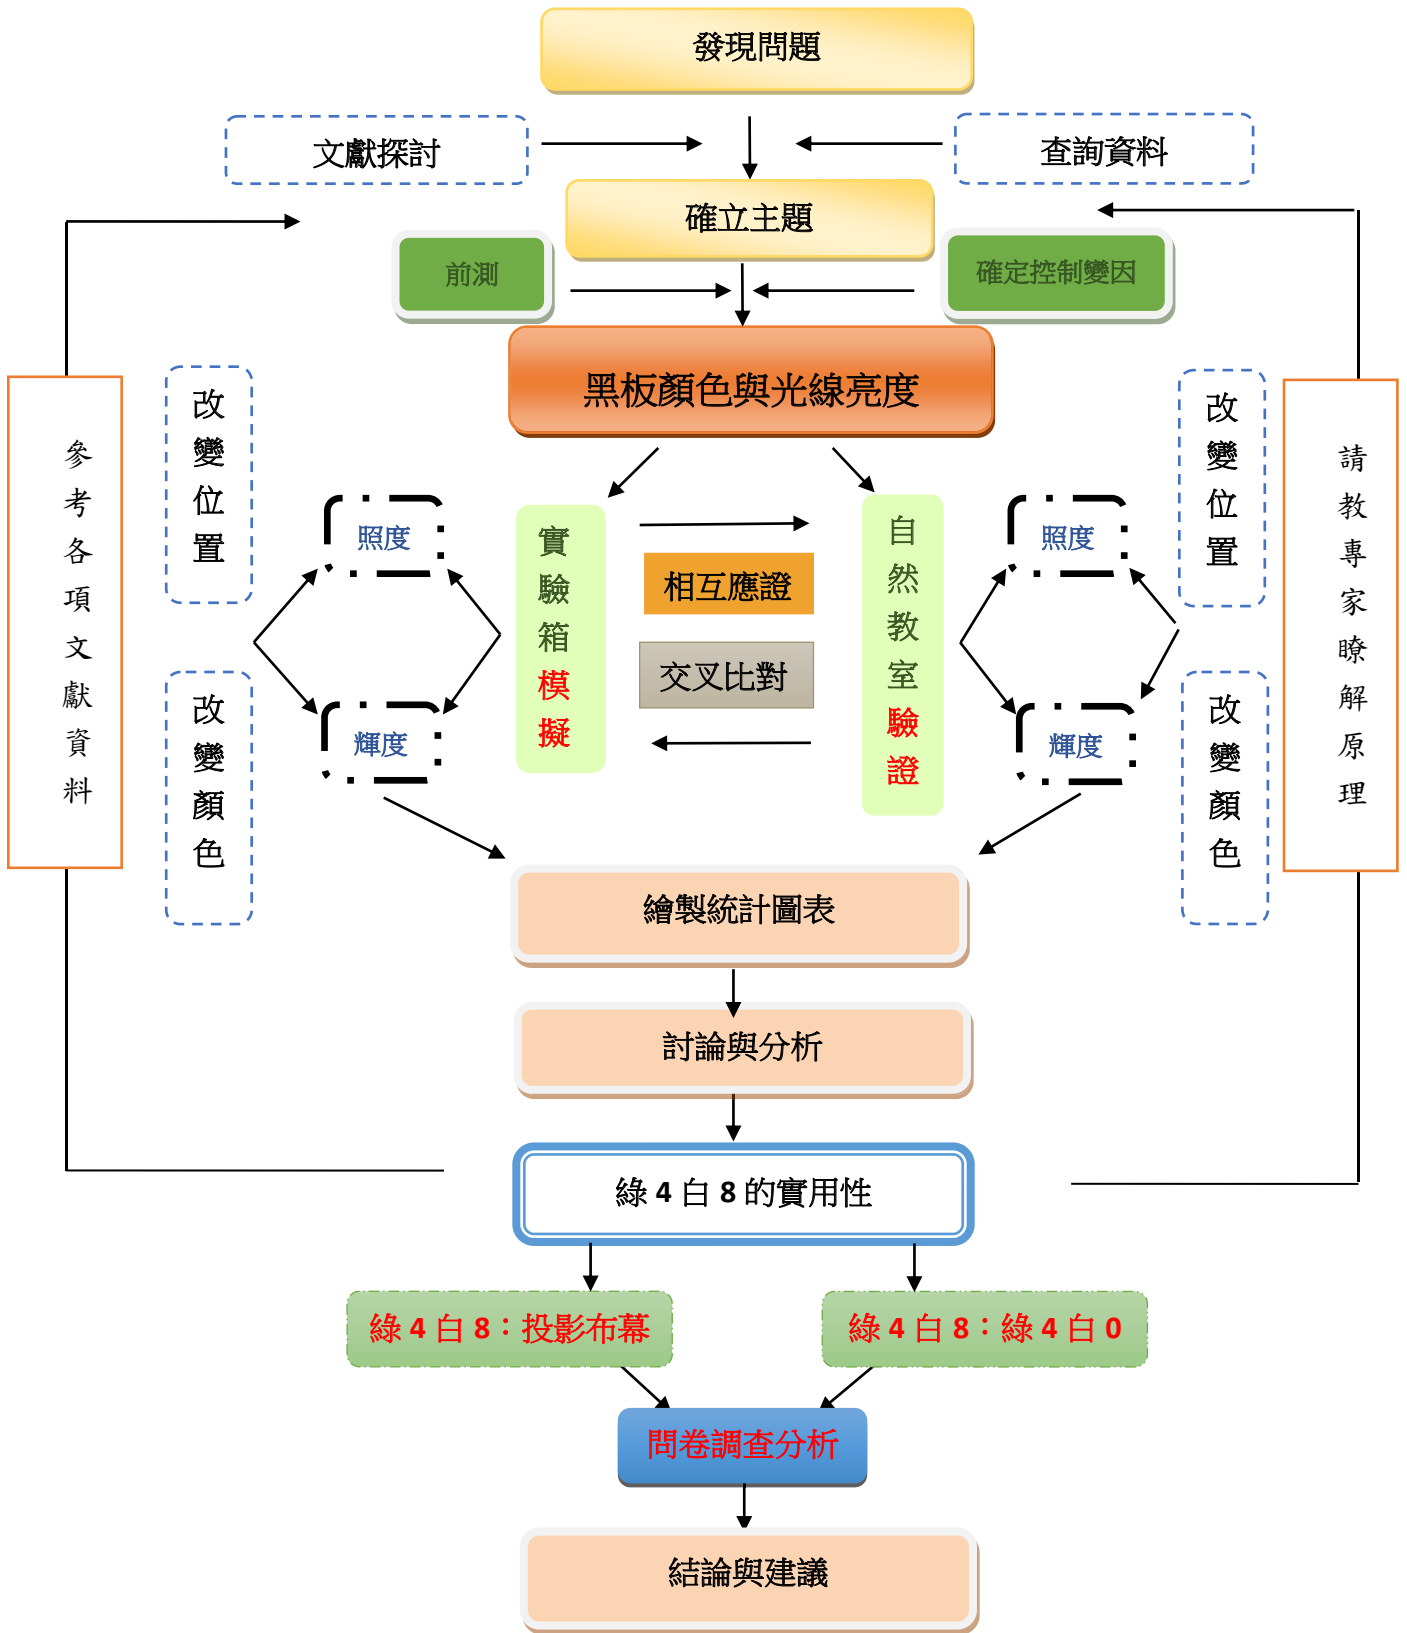 發現問題
文獻探討
查詢資料
確立主題
前測
確定控制變因
黑板顏色與光線亮度
參考各項文獻資料
改變位置
照度
實驗箱模擬
相互應證
交叉比對
自然教室驗證
照度
改變位置
請教專家瞭解原理
改變顏色
輝度
輝度
改變顏色
繪製統計圖表
討論與分析
綠 4 白 8 的實用性
綠 4 白 8：投影布幕
綠 4 白 8：綠 4 白 0
問卷調查分析
結論與建議